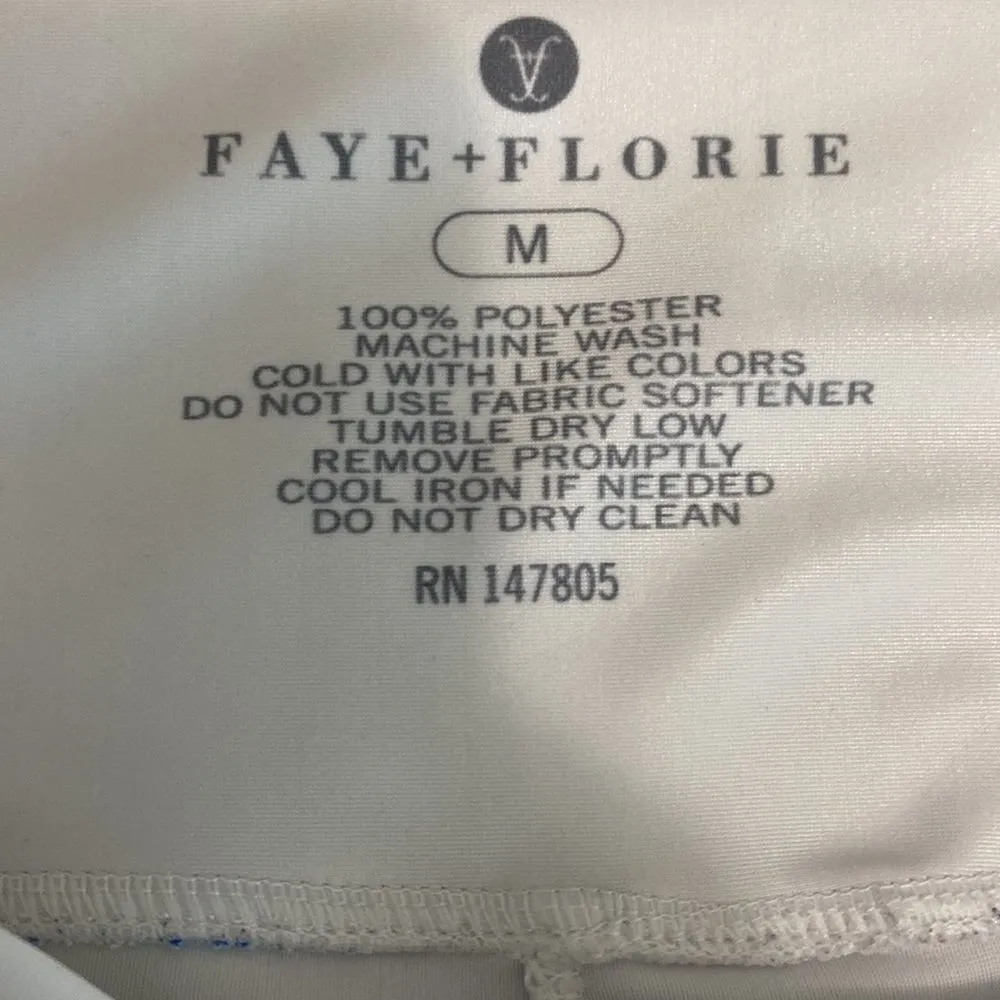 FAYE+FLORIE
M
100% POLYESTER
MACHINE WASH
COLD WITH LIKE COLORS
DO NOT USE FABRIC SOFTENER
TUMBLE DRY LOW
REMOVE PROMPTLY
COOL IRON IF NEEDED
DO NOT DRY CLEAN
RN 147805